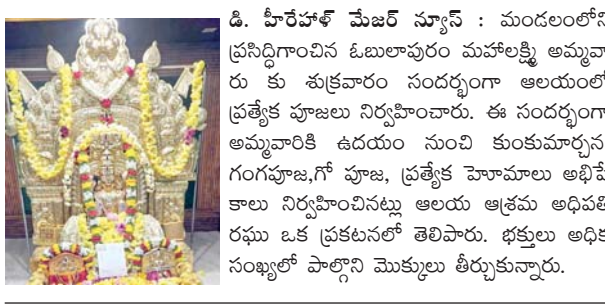 డి. హీరేహాళ్ మేజర్ న్యూస్ : మండలంలోని
ప్రసిద్ధిగాంచిన ఓబులాపురం మహాలక్ష్మి అమ్మవా
రు కు శుక్రవారం సందర్భంగా ఆలయంలో
ప్రత్యేక పూజలు నిర్వహించారు. ఈ సందర్భంగా
అమ్మవారికి ఉదయం నుంచి కుంకుమార్చన
గంగపూజ,గో పూజ, ప్రత్యేక హెూమాలు అభిషే
కాలు నిర్వహించినట్లు ఆలయ ఆశ్రమ అధిపతి
రఘు ఒక ప్రకటనలో తెలిపారు. భక్తులు అధిక
సంఖ్యలో పాల్గొని మొక్కులు తీర్చుకున్నారు.